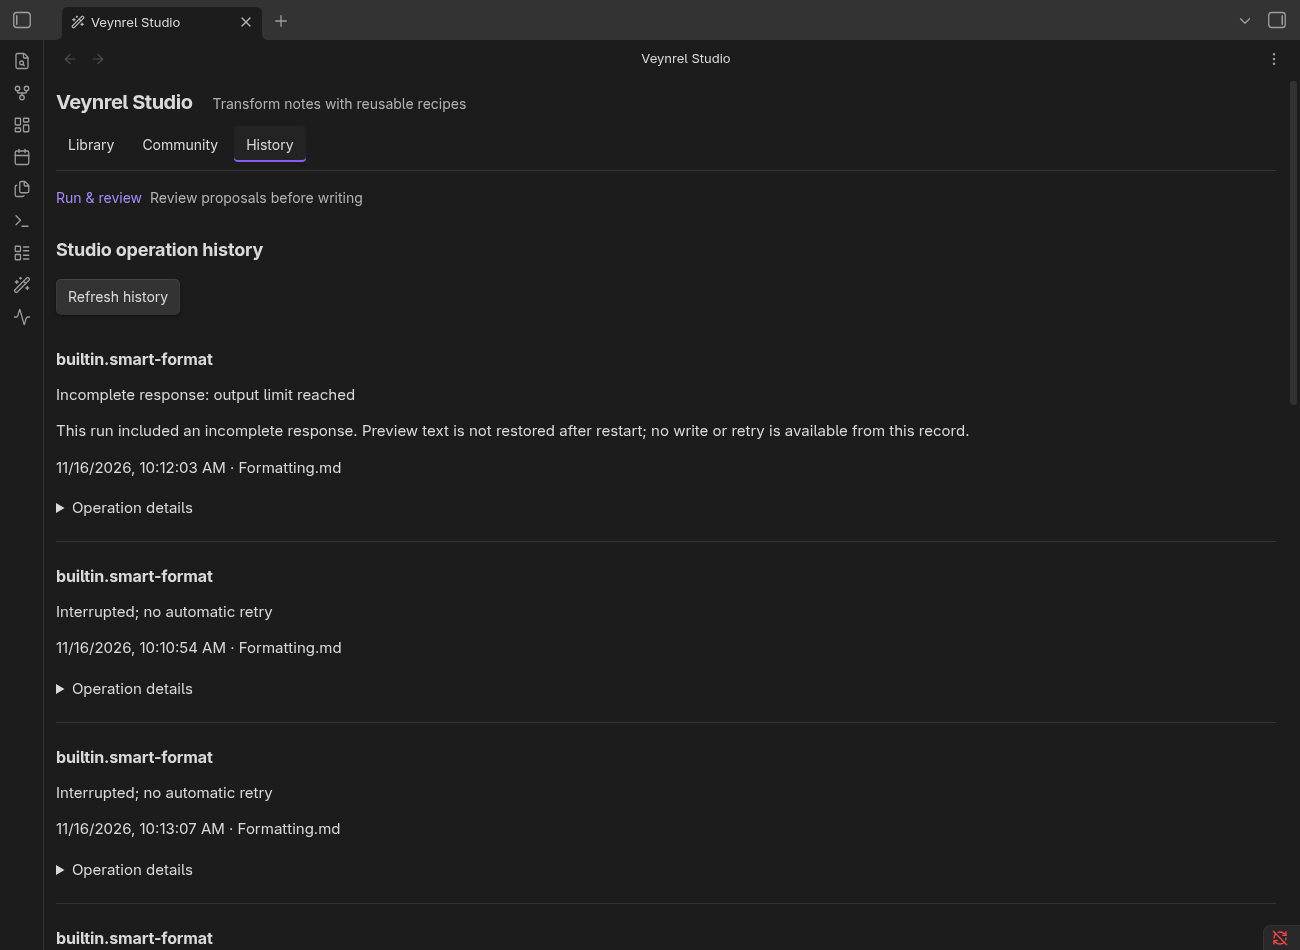 Veynrel Studio
Veynrel Studio
Veynrel Studio Transform notes with reusable recipes
Library Community History
Run & review Review proposals before writing
Studio operation history
Refresh history
builtin.smart-format
Incomplete response: output limit reached
This run included an incomplete response. Preview text is not restored after restart; no write or retry is available from this record.
11/16/2026, 10:12:03 AM · Formatting.md
Operation details
builtin.smart-format
Interrupted; no automatic retry
11/16/2026, 10:10:54 AM · Formatting.md
Operation details
builtin.smart-format
Interrupted; no automatic retry
11/16/2026, 10:13:07 AM · Formatting.md
Operation details
builtin.smart-format